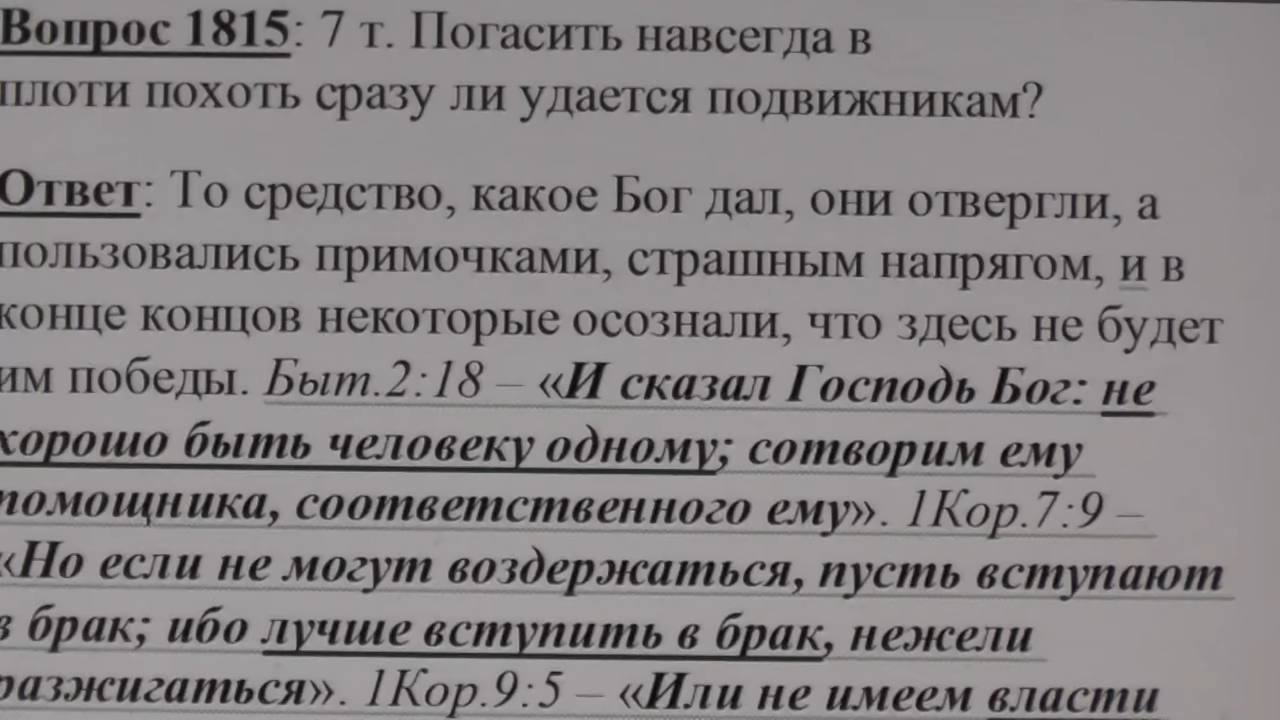 Вопрос 1815: 7 т. Погасить навсегда в
плоти похоть сразу ли удается подвижникам?
Ответ: То средство, какое Бог дал, они отвергли, а
пользовались примочками, страшным напрягом, и в
конце концов некоторые осознали, что здесь не будет
им победы. Быт.2:18 – «И сказал Господь Бог: не
хорошо быть человеку одному; сотворим ему
помощника, соответственного ему». 1Кор.7:9 –
«Но если не могут воздержаться, пусть вступают
в брак; ибо лучше вступить в брак, нежели
разжигаться». 1Кор.9:5 – «Или не имеем власти